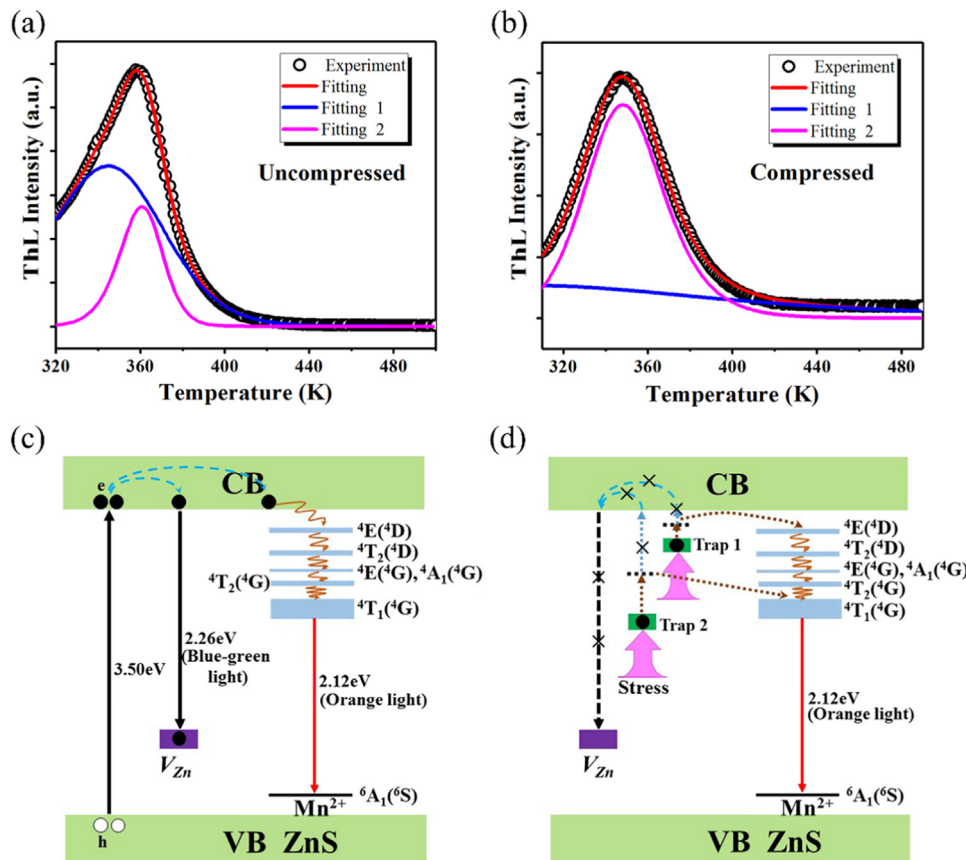 (a)
ThL Intensity (a.u.)
Experiment
Fitting
Fitting 1
Fitting 2
Uncompressed
320 360 400 440 480
Temperature (K)
(b)
ThL Intensity (a.u.)
Experiment
Fitting
Fitting 1
Fitting 2
Compressed
320 360 400 440 480
Temperature (K)
(c)
CB
e
⁴E(⁴D)
⁴T₂(⁴D)
⁴E(⁴G),⁴A₁(⁴G)
⁴T₂(⁴G)
⁴T₁(⁴G)
3.50eV
2.26eV
(Blue-green
light)
2.12eV
(Orange light)
V_Zn
⁶A₁(⁶S)
Mn²⁺
h
VB ZnS
(d)
CB
Trap 1
⁴E(⁴D)
⁴T₂(⁴D)
⁴E(⁴G),⁴A₁(⁴G)
⁴T₂(⁴G)
⁴T₁(⁴G)
Trap 2
Stress
2.12eV
(Orange light)
V_Zn
⁶A₁(⁶S)
Mn²⁺
VB ZnS